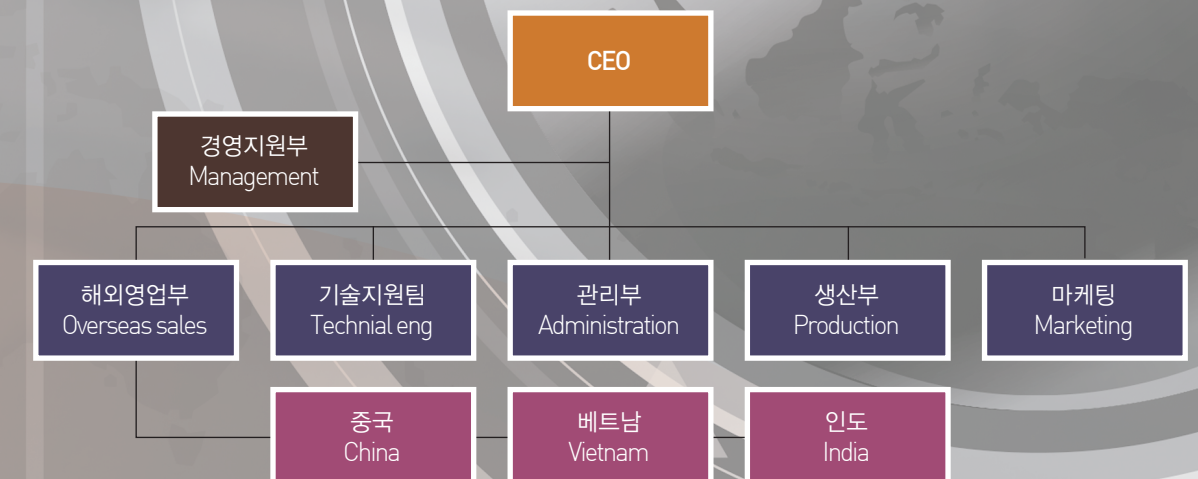 CEO
경영지원부
Management
해외영업부
Overseas sales
기술지원팀
Technial eng
관리부
Administration
생산부
Production
마케팅
Marketing
중국
China
베트남
Vietnam
인도
India